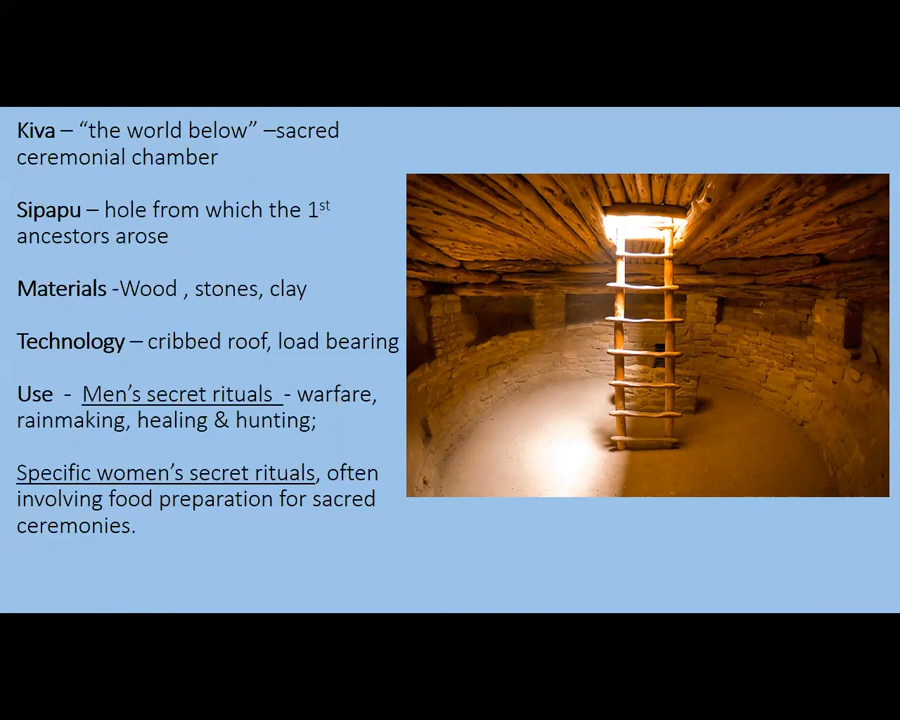 Kiva – “the world below” –sacred
ceremonial chamber
Sipapu – hole from which the 1st
ancestors arose
Materials -Wood , stones, clay
Technology – cribbed roof, load bearing
Use - Men’s secret rituals - warfare,
rainmaking, healing & hunting;
Specific women’s secret rituals, often
involving food preparation for sacred
ceremonies.